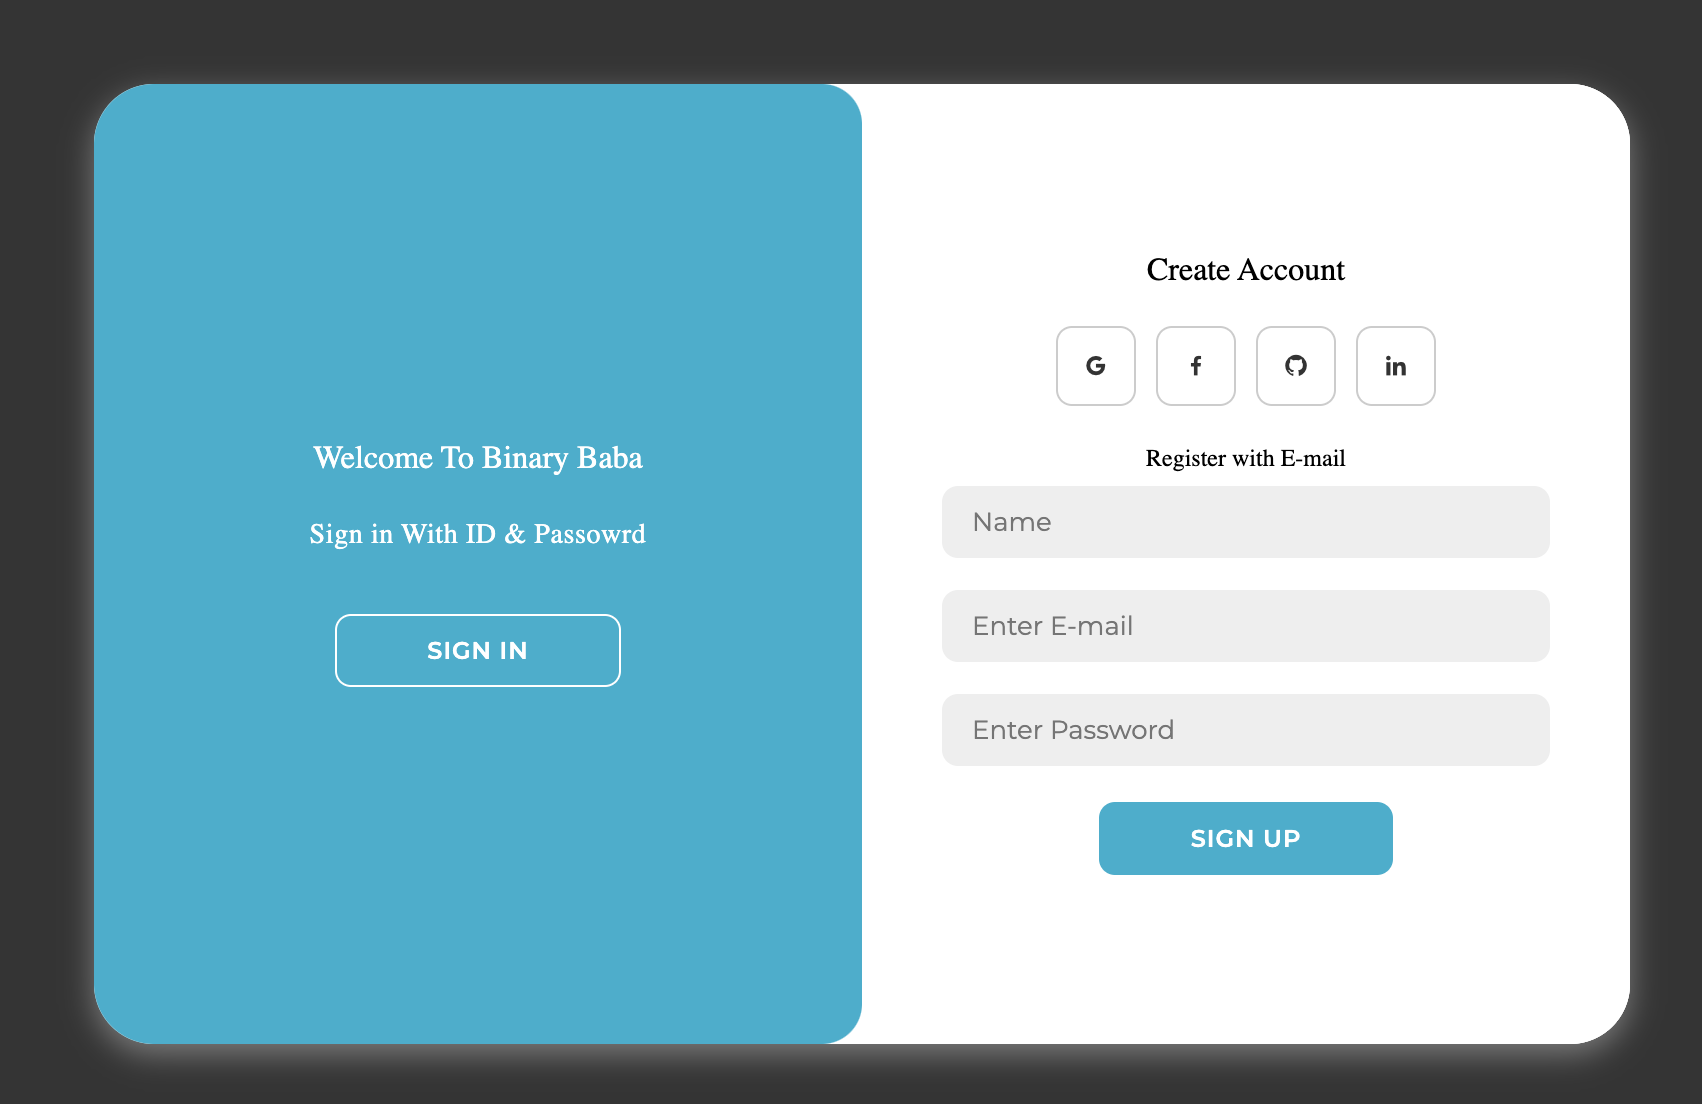 Welcome To Binary Baba
Sign in With ID & Passowrd
SIGN IN
Create Account
Register with E-mail
Name
Enter E-mail
Enter Password
SIGN UP